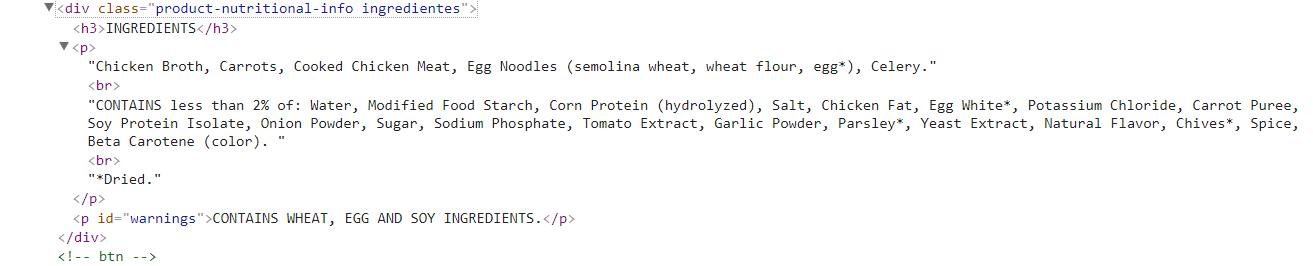 ▼<div class="product-nutritional-info ingredientes">
<h3>INGREDIENTS</h3>
▼<p>
"Chicken Broth, Carrots, Cooked Chicken Meat, Egg Noodles (semolina wheat, wheat flour, egg*), Celery."
<br>
"CONTAINS less than 2% of: Water, Modified Food Starch, Corn Protein (hydrolyzed), Salt, Chicken Fat, Egg White*, Potassium Chloride, Carrot Puree,
Soy Protein Isolate, Onion Powder, Sugar, Sodium Phosphate, Tomato Extract, Garlic Powder, Parsley*, Yeast Extract, Natural Flavor, Chives*, Spice,
Beta Carotene (color). "
<br>
"*Dried."
</p>
<p id="warnings">CONTAINS WHEAT, EGG AND SOY INGREDIENTS.</p>
</div>
<!-- btn -->